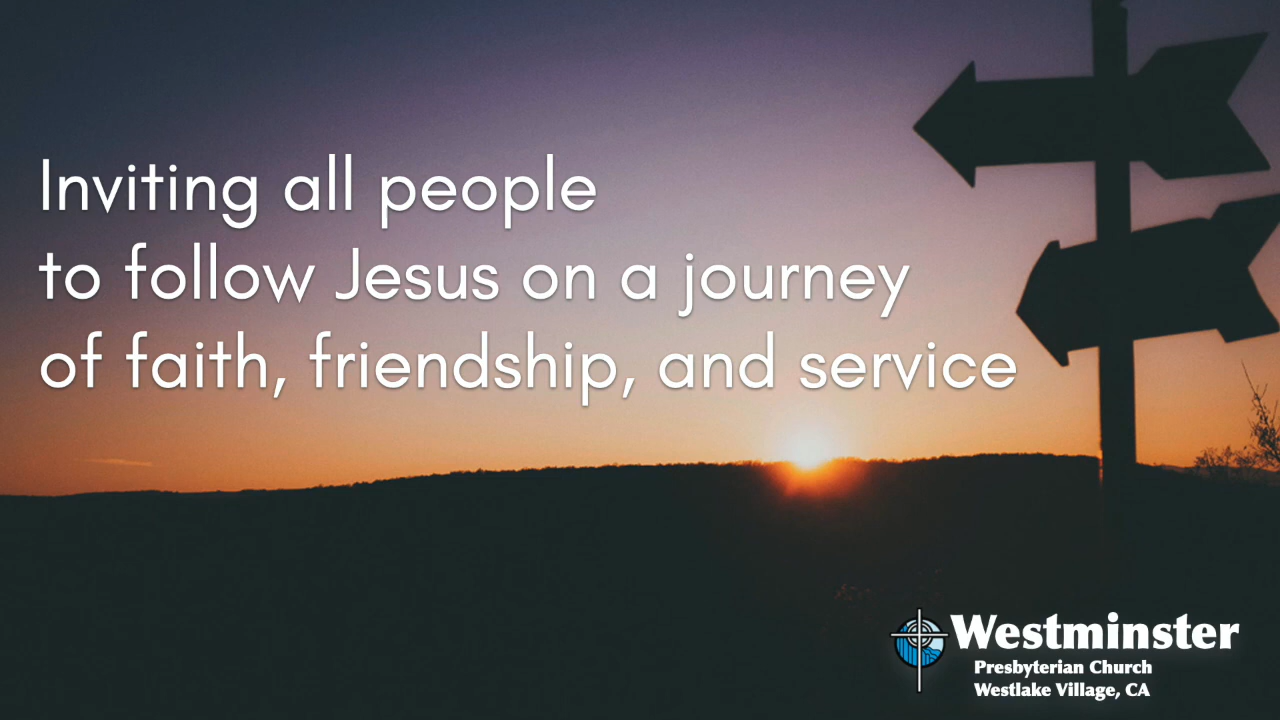 Inviting all people
to follow Jesus on a journey
of faith, friendship, and service
Westminster
Presbyterian Church
Westlake Village, CA